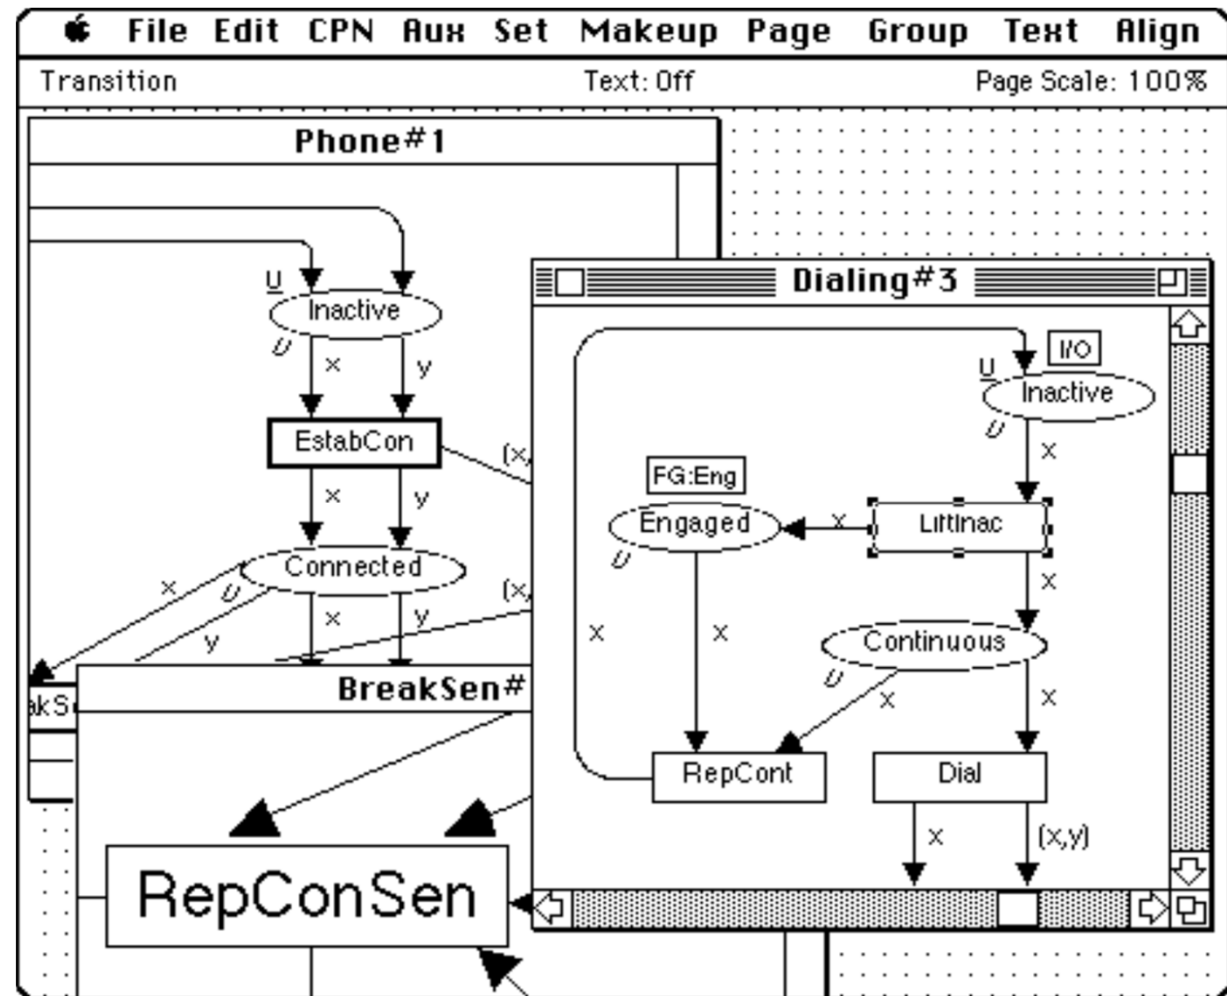 File Edit CPN Aux Set Makeup Page Group Text Align
Transition Text: Off Page Scale: 100%
Phone#1
U
Inactive
U
x y
EstabCon
(x,
x y
Connected
U
x
y
x y
(x,
akSe
BreakSen#
RepConSen
Dialing#3
I/O
U
Inactive
U
x
FG:Eng
Engaged
U
x
LiftInac
x
x
x
Continuous
U
x
x
RepCont
Dial
x
(x,y)